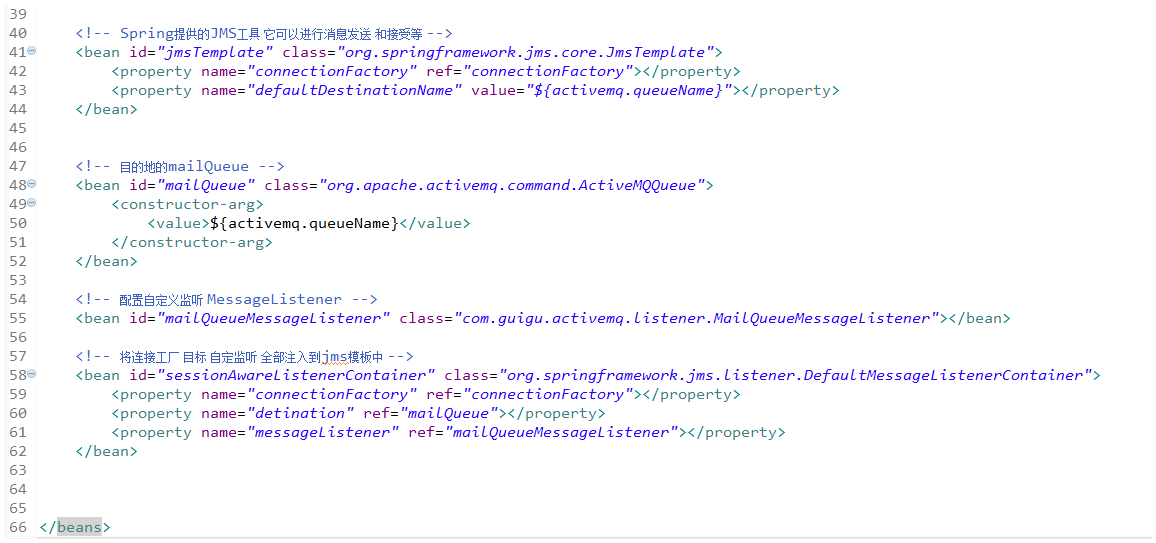 39
40 <!-- Spring提供的JMS工具 它可以进行消息发送 和接受等 -->
41 <bean id="jmsTemplate" class="org.springframework.jms.core.JmsTemplate">
42 <property name="connectionFactory" ref="connectionFactory"></property>
43 <property name="defaultDestinationName" value="${activemq.queueName}"></property>
44 </bean>
45
46
47 <!-- 目的地的mailQueue -->
48 <bean id="mailQueue" class="org.apache.activemq.command.ActiveMQQueue">
49 <constructor-arg>
50 <value>${activemq.queueName}</value>
51 </constructor-arg>
52 </bean>
53
54 <!-- 配置自定义监听 MessageListener -->
55 <bean id="mailQueueMessageListener" class="com.guigu.activemq.listener.MailQueueMessageListener"></bean>
56
57 <!-- 将连接工厂 目标 自定监听 全部注入到jms模板中 -->
58 <bean id="sessionAwareListenerContainer" class="org.springframework.jms.listener.DefaultMessageListenerContainer">
59 <property name="connectionFactory" ref="connectionFactory"></property>
60 <property name="detination" ref="mailQueue"></property>
61 <property name="messageListener" ref="mailQueueMessageListener"></property>
62 </bean>
63
64
65
66 </beans>